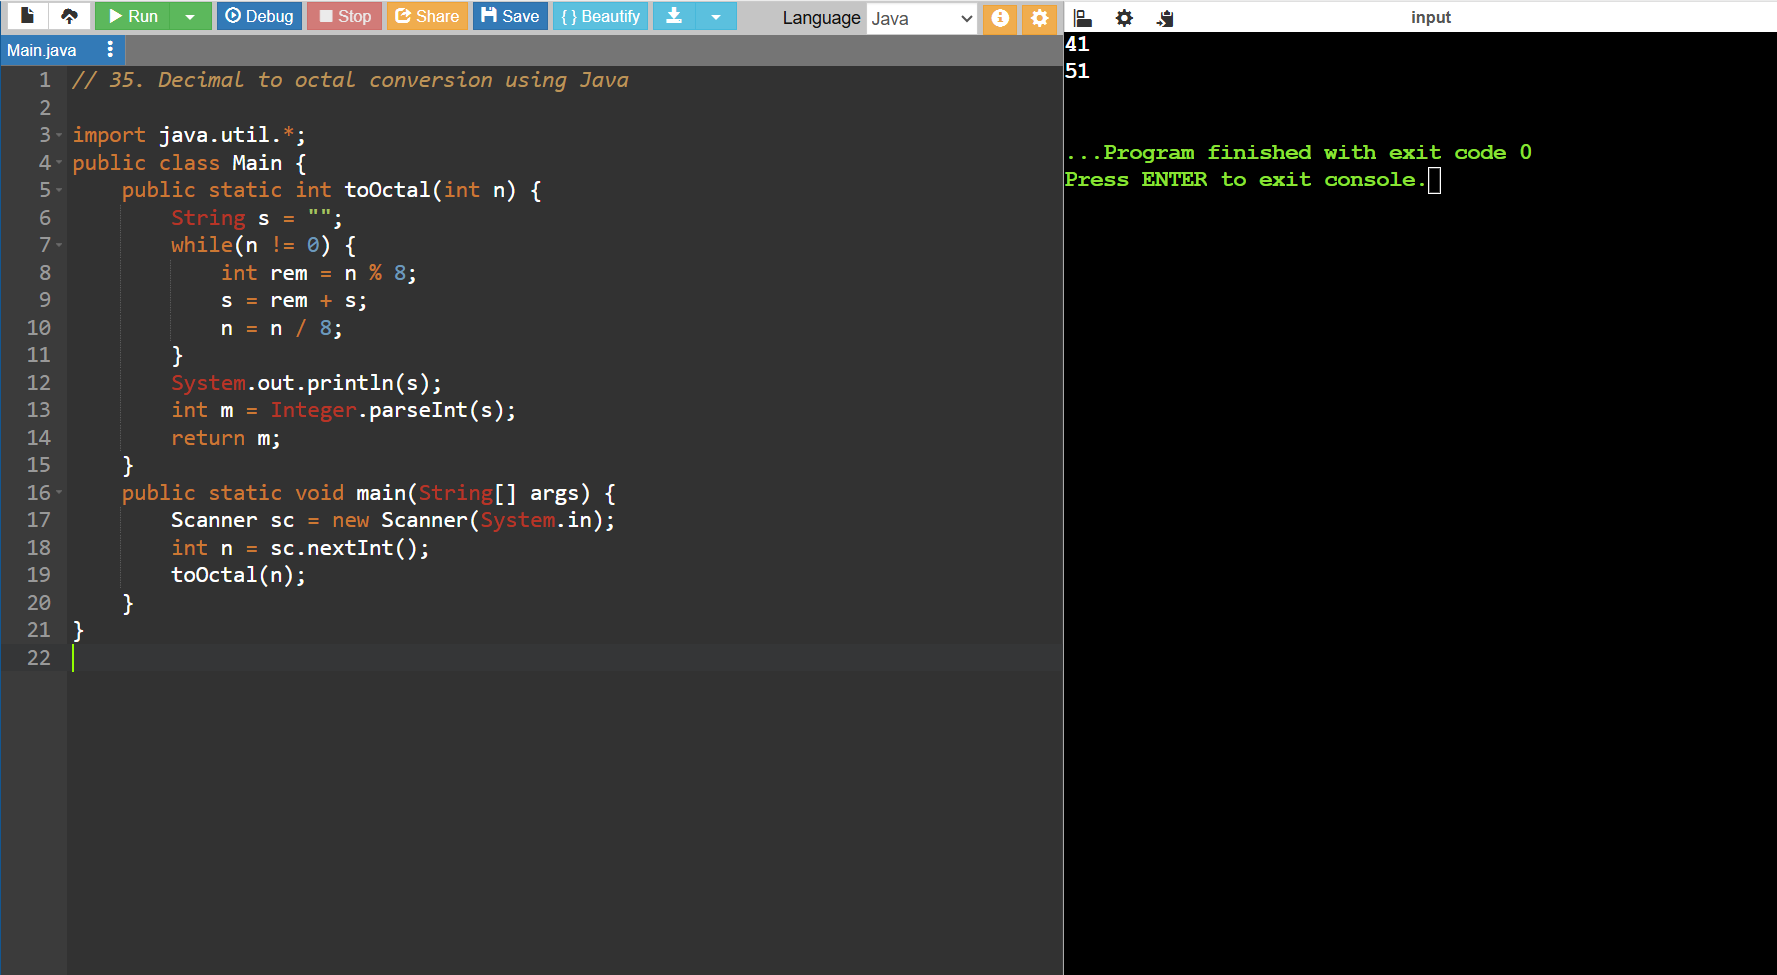 Run Debug Stop Share Save { } Beautify Language Java input
Main.java
1 // 35. Decimal to octal conversion using Java
2
3 import java.util.*;
4 public class Main {
5     public static int toOctal(int n) {
6         String s = "";
7         while(n != 0) {
8             int rem = n % 8;
9             s = rem + s;
10             n = n / 8;
11         }
12         System.out.println(s);
13         int m = Integer.parseInt(s);
14         return m;
15     }
16     public static void main(String[] args) {
17         Scanner sc = new Scanner(System.in);
18         int n = sc.nextInt();
19         toOctal(n);
20     }
21 }
22
41
51
...Program finished with exit code 0
Press ENTER to exit console.